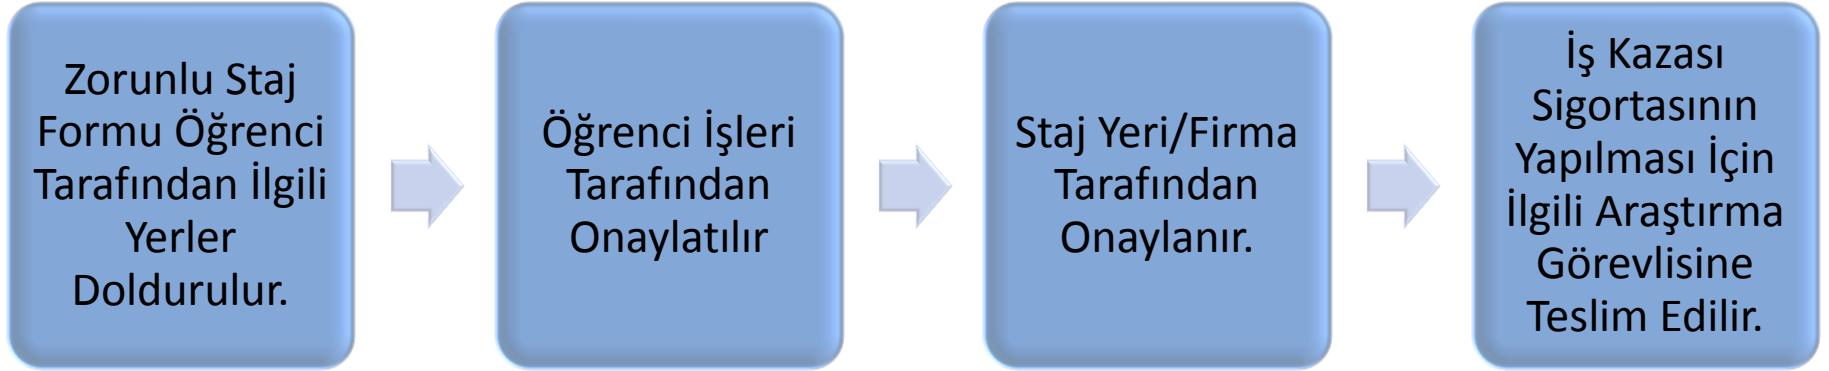 Zorunlu Staj
Formu Öğrenci
Tarafından İlgili
Yerler
Doldurulur.
Öğrenci İşleri
Tarafından
Onaylatılır
Staj Yeri/Firma
Tarafından
Onaylanır.
İş Kazası
Sigortasının
Yapılması İçin
İlgili Araştırma
Görevlisine
Teslim Edilir.